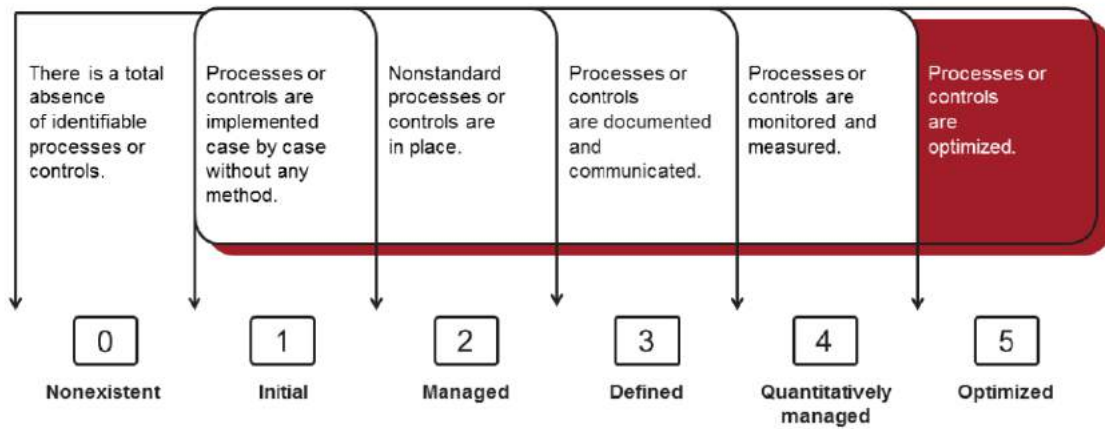 There is a total
absence
of identifiable
processes or
controls.
Processes or
controls are
implemented
case by case
without any
method.
Nonstandard
processes or
controls are
in place.
Processes or
controls
are documented
and
communicated.
Processes or
controls are
monitored and
measured.
Processes or
controls
are
optimized.
0
Nonexistent
1
Initial
2
Managed
3
Defined
4
Quantitatively
managed
5
Optimized